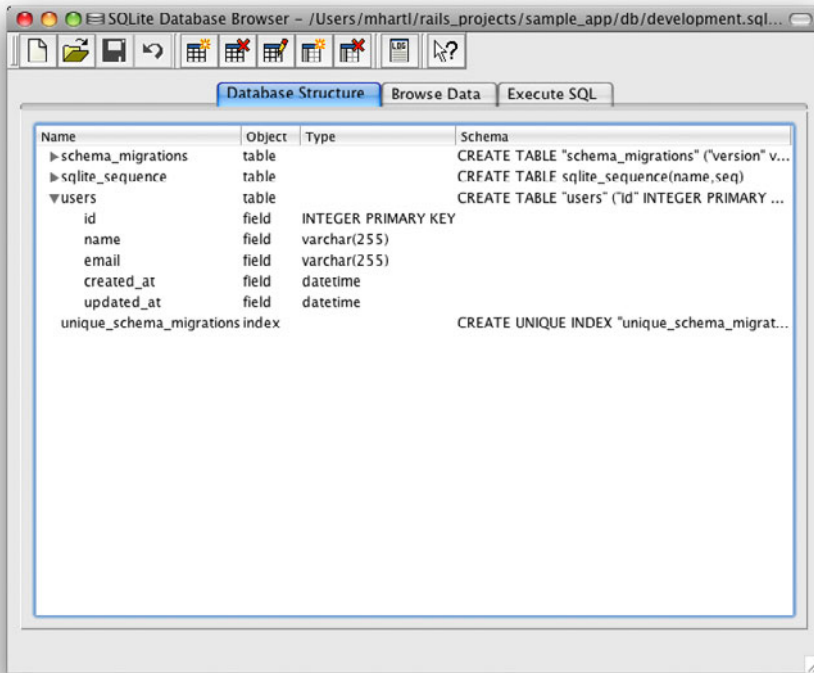 SQLite Database Browser - /Users/mhartl/rails_projects/sample_app/db/development.sql...
LOG ?
Database Structure Browse Data Execute SQL
Name Object Type Schema
schema_migrations table CREATE TABLE "schema_migrations" ("version" v...
sqlite_sequence table CREATE TABLE sqlite_sequence(name,seq)
users table CREATE TABLE "users" ("id" INTEGER PRIMARY ...
id field INTEGER PRIMARY KEY
name field varchar(255)
email field varchar(255)
created_at field datetime
updated_at field datetime
unique_schema_migrations index CREATE UNIQUE INDEX "unique_schema_migrat...